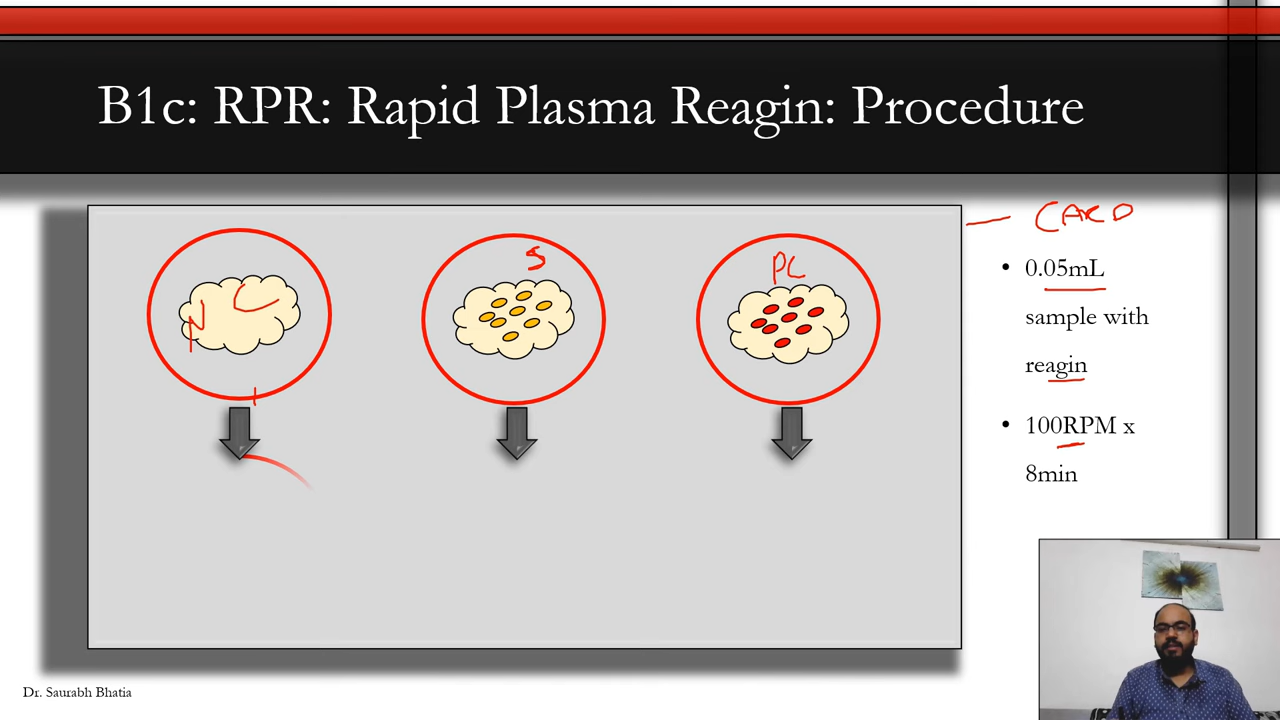 B1c: RPR: Rapid Plasma Reagin: Procedure
CARD
NC
S
PC
• 0.05mL
sample with
reagin
• 100RPM x
8min
Dr. Saurabh Bhatia